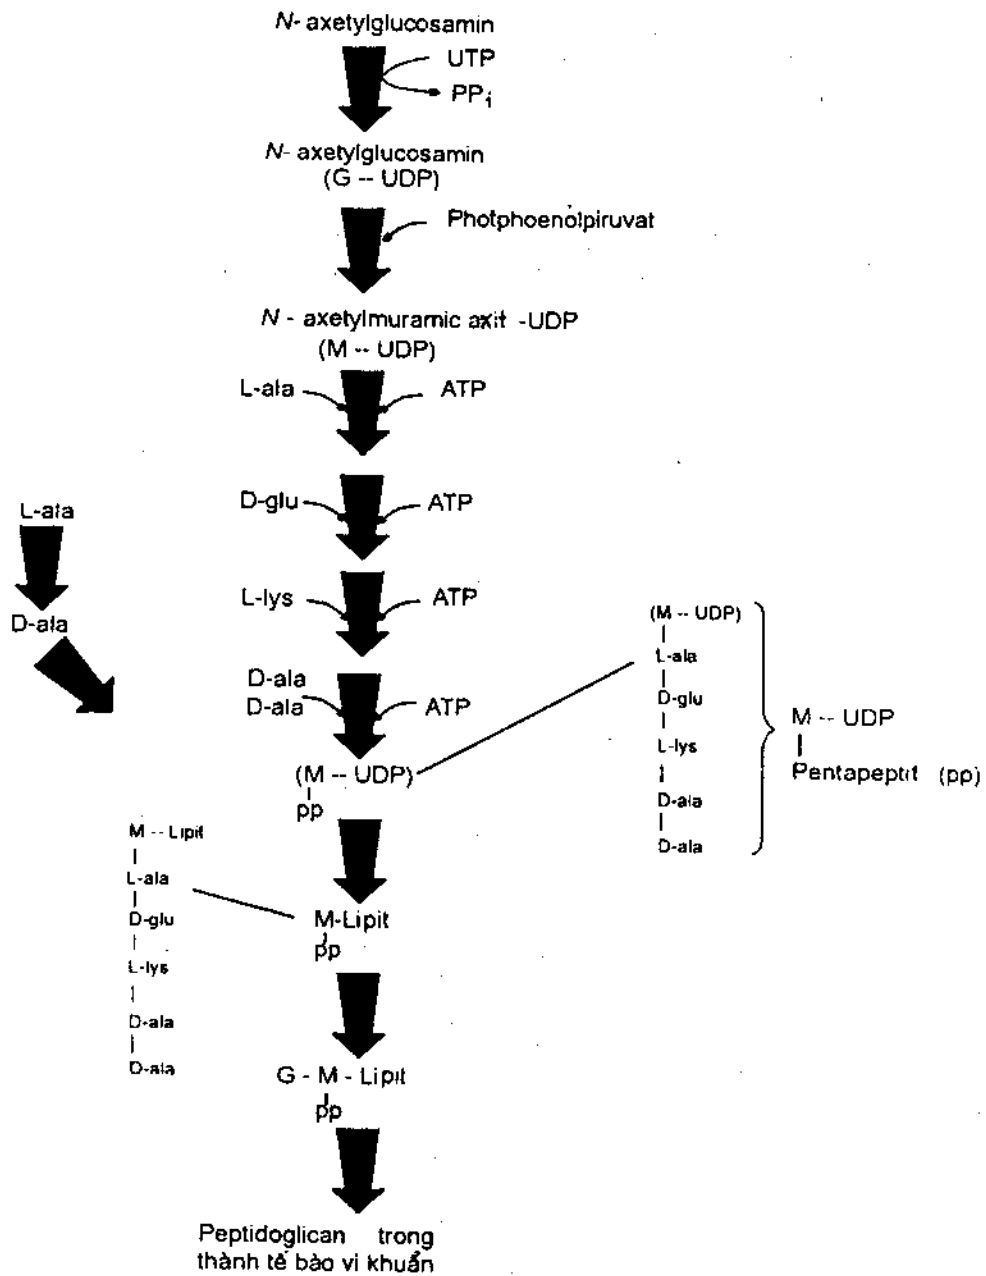 N- axetylglucosamin
UTP
PPi
N- axetylglucosamin
(G -- UDP)
Photphoenolpiruvat
N - axetylmuramic axit -UDP
(M -- UDP)
L-ala
ATP
D-glu
ATP
L-ala
D-ala
L-lys
ATP
D-ala
D-ala
ATP
(M -- UDP)
pp
(M -- UDP)
L-ala
D-glu
L-lys
D-ala
D-ala
M -- UDP
Pentapeptit (pp)
M -- Lipit
L-ala
D-glu
L-lys
D-ala
D-ala
M-Lipit
pp
G - M - Lipit
pp
Peptidoglican trong
thành tế bào vi khuẩn